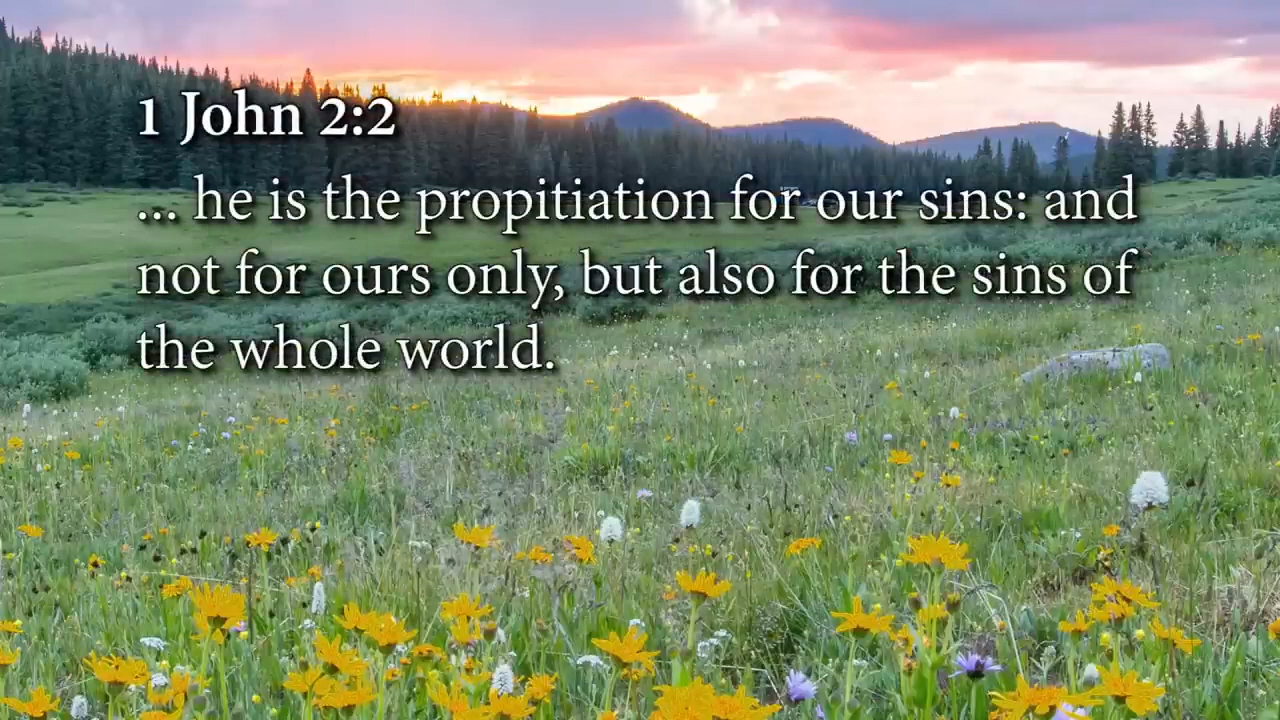 1 John 2:2
... he is the propitiation for our sins: and
not for ours only, but also for the sins of
the whole world.